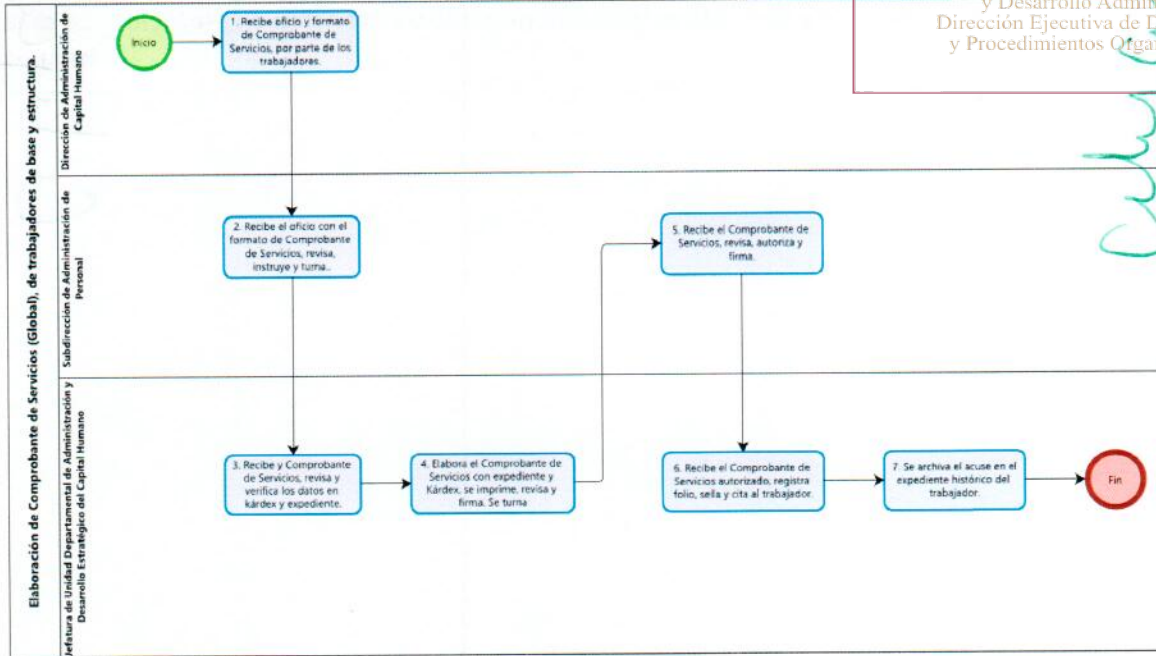 y Desarrollo Admin
Dirección Ejecutiva de D
y Procedimientos Orga
Elaboración de Comprobante de Servicios (Global), de trabajadores de base y estructura.
Dirección de Administración de
Capital Humano
Inicio
1. Recibe oficio y formato
de Comprobante de
Servicios, por parte de los
trabajadores.
Subdirección de Administración de
Personal
2. Recibe el oficio con el
formato de Comprobante
de Servicios, revisa,
instruye y turna..
5. Recibe el Comprobante de
Servicios, revisa, autoriza y
firma.
Jefatura de Unidad Departamental de Administración y
Desarrollo Estratégico del Capital Humano
3. Recibe y Comprobante
de Servicios, revisa y
verifica los datos en
kárdex y expediente.
4. Elabora el Comprobante de
Servicios con expediente y
Kárdex, se imprime, revisa y
firma. Se turna
6. Recibe el Comprobante de
Servicios autorizado, registra
folio, sella y cita al trabajador.
7. Se archiva el acuse en el
expediente histórico del
trabajador.
Fin